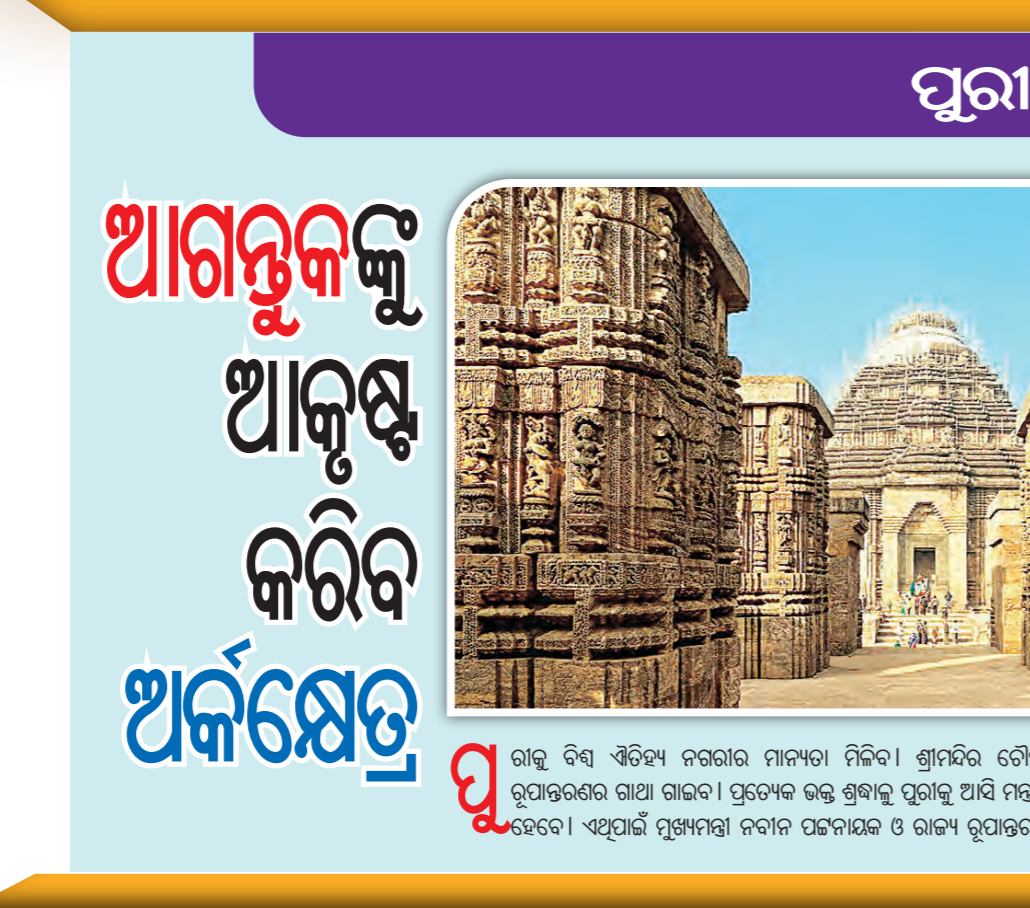 ପୁରୀ
ଆଗନ୍ତୁକଙ୍କୁ
ଆକୃଷ୍ଟ
କରିବ
ଅର୍କକ୍ଷେତ୍ର
ପୁରୀକୁ ବିଶ୍ୱ ଐତିହ୍ୟ ନଗରୀର ମାନ୍ୟତା ମିଳିବ। ଶ୍ରୀମନ୍ଦିର
ରୂପାନ୍ତରଣର ଗାଥା ଗାଇବ। ପ୍ରତ୍ୟେକ ଭକ୍ତ ଶ୍ରଦ୍ଧାଳୁ ପୁରୀକୁ ଆସି
ହେବେ। ଏଥିପାଇଁ ମୁଖ୍ୟମନ୍ତ୍ରୀ ନବୀନ ପଟ୍ଟନାୟକ ଓ ରାଜ୍ୟ